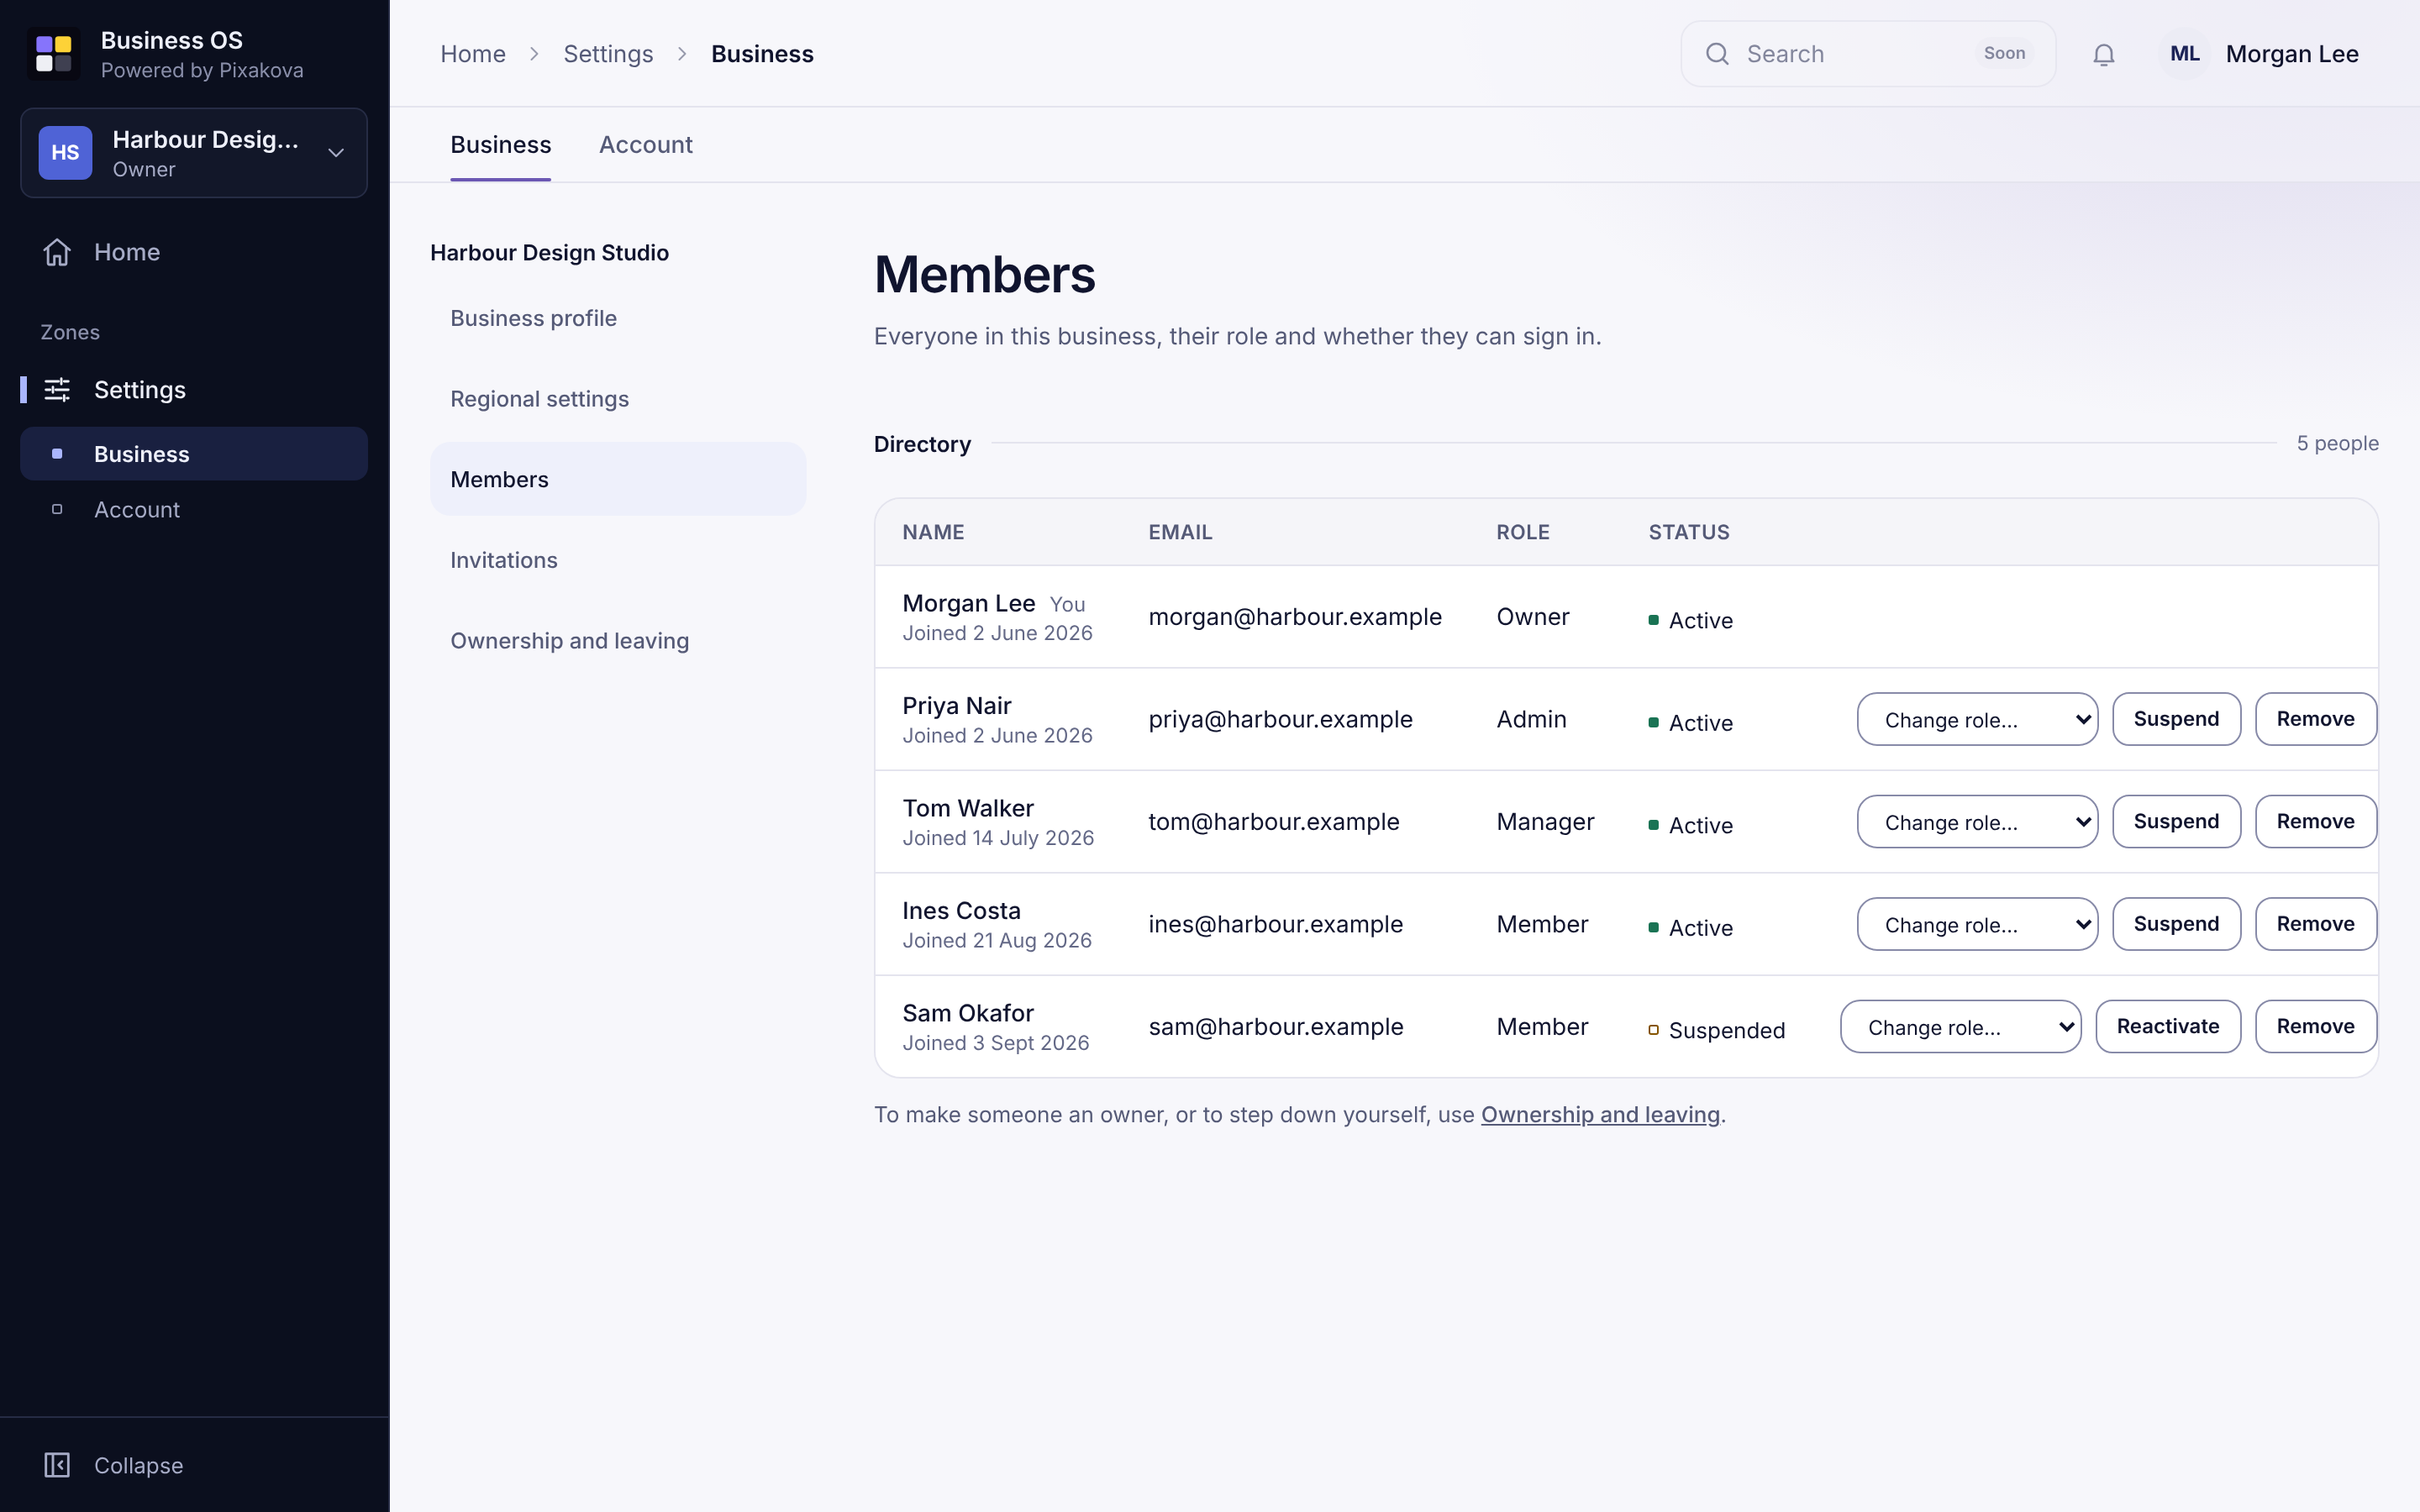 Business OS
Powered by Pixakova
HS
Harbour Desig...
Owner
Home
Zones
Settings
Business
Account
Collapse
Home > Settings > Business
Search
Soon
ML
Morgan Lee
Business
Account
Harbour Design Studio
Business profile
Regional settings
Members
Invitations
Ownership and leaving
Members
Everyone in this business, their role and whether they can sign in.
Directory
5 people
NAME EMAIL ROLE STATUS
Morgan Lee You
Joined 2 June 2026
morgan@harbour.example Owner Active
Priya Nair
Joined 2 June 2026
priya@harbour.example Admin Active Change role... Suspend Remove
Tom Walker
Joined 14 July 2026
tom@harbour.example Manager Active Change role... Suspend Remove
Ines Costa
Joined 21 Aug 2026
ines@harbour.example Member Active Change role... Suspend Remove
Sam Okafor
Joined 3 Sept 2026
sam@harbour.example Member Suspended Change role... Reactivate Remove
To make someone an owner, or to step down yourself, use Ownership and leaving.